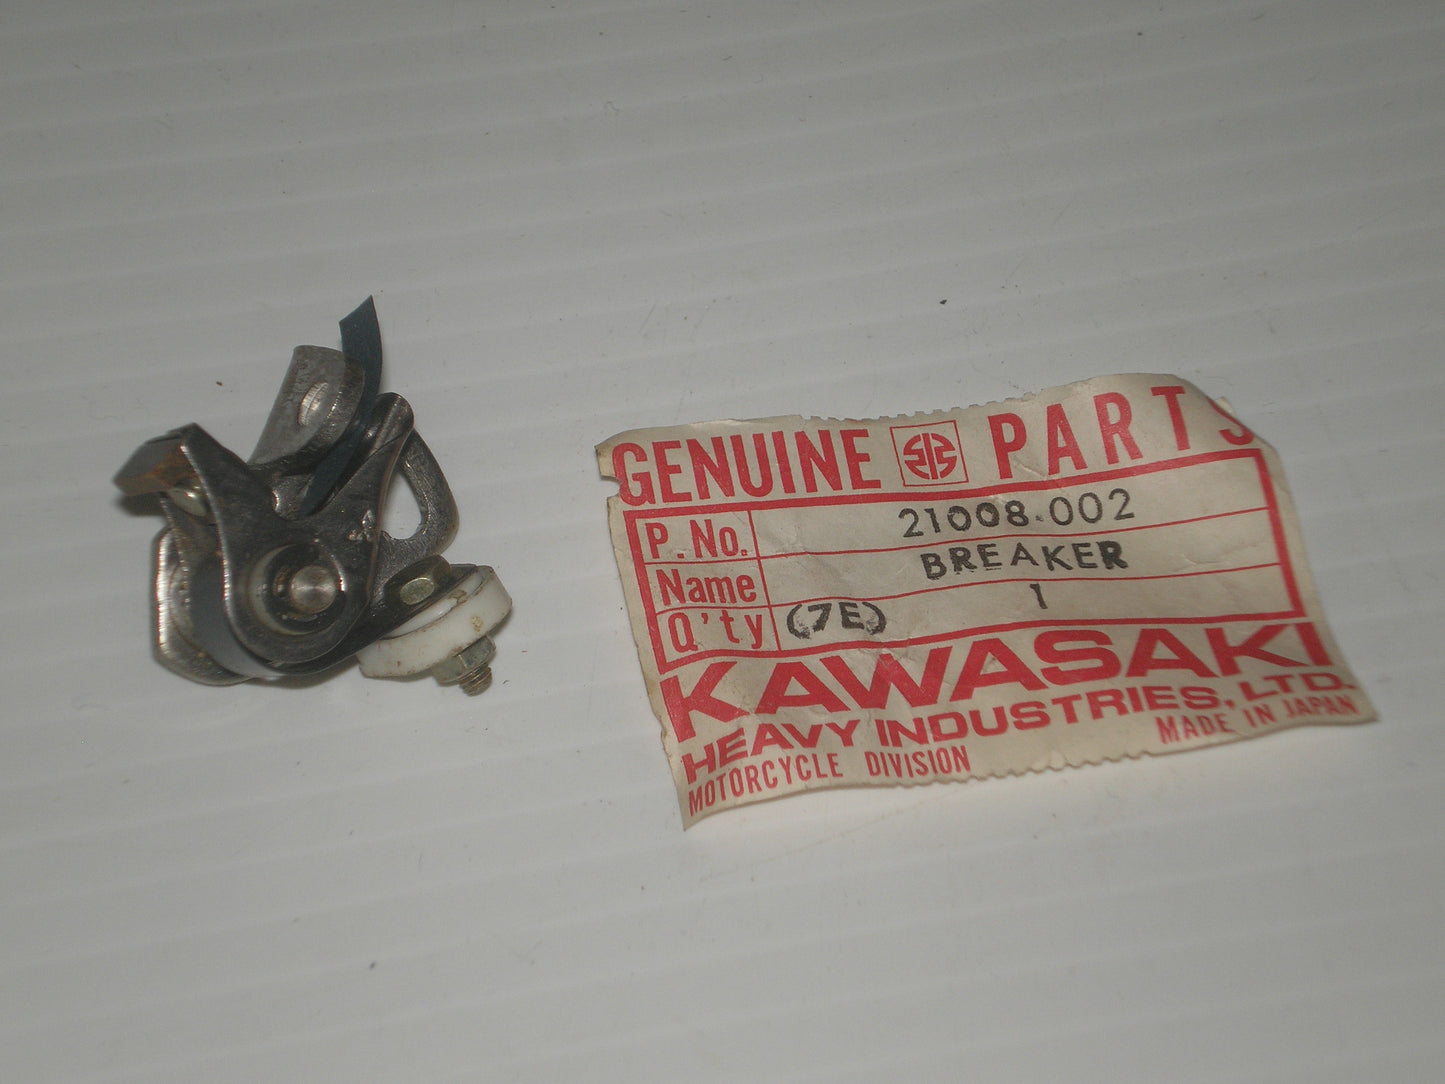 GENUINE PARTS
P. No. 21008.002
Name BREAKER
Q'ty (7E) 1
KAWASAKI
HEAVY INDUSTRIES, LTD.
MOTORCYCLE DIVISION MADE IN JAPAN